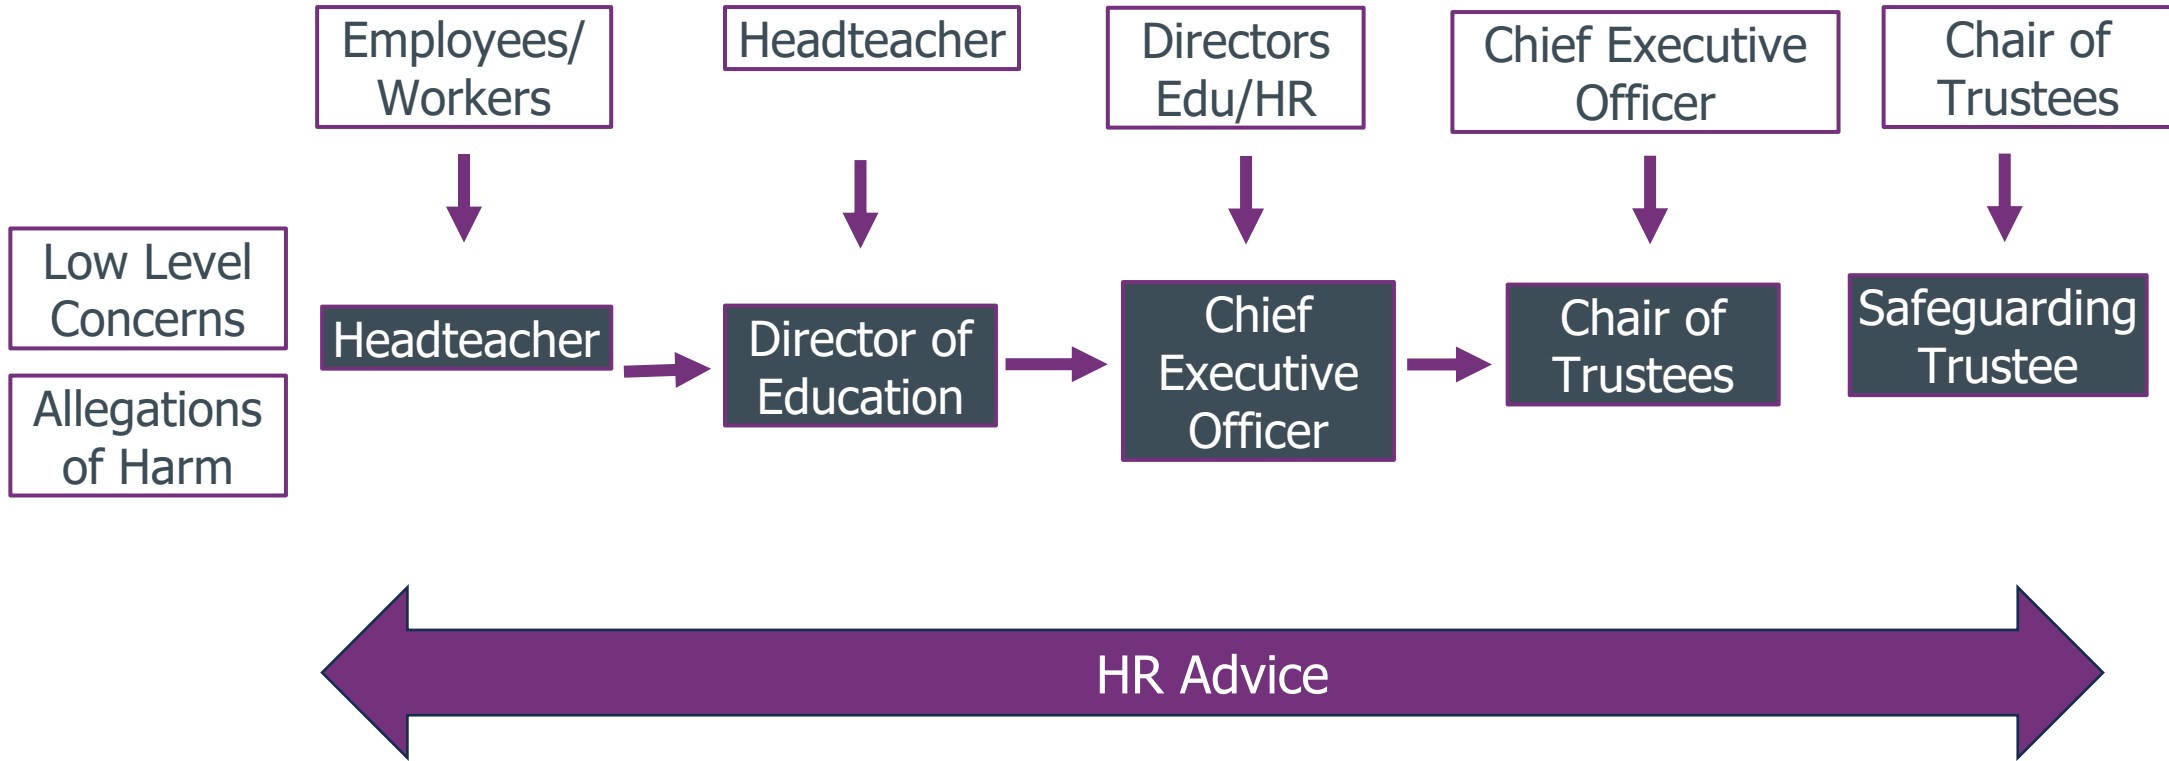 Employees/
Workers
Headteacher
Directors
Edu/HR
Chief Executive
Officer
Chair of
Trustees
Low Level
Concerns
Allegations
of Harm
Headteacher
Director of
Education
Chief
Executive
Officer
Chair of
Trustees
Safeguarding
Trustee
HR Advice